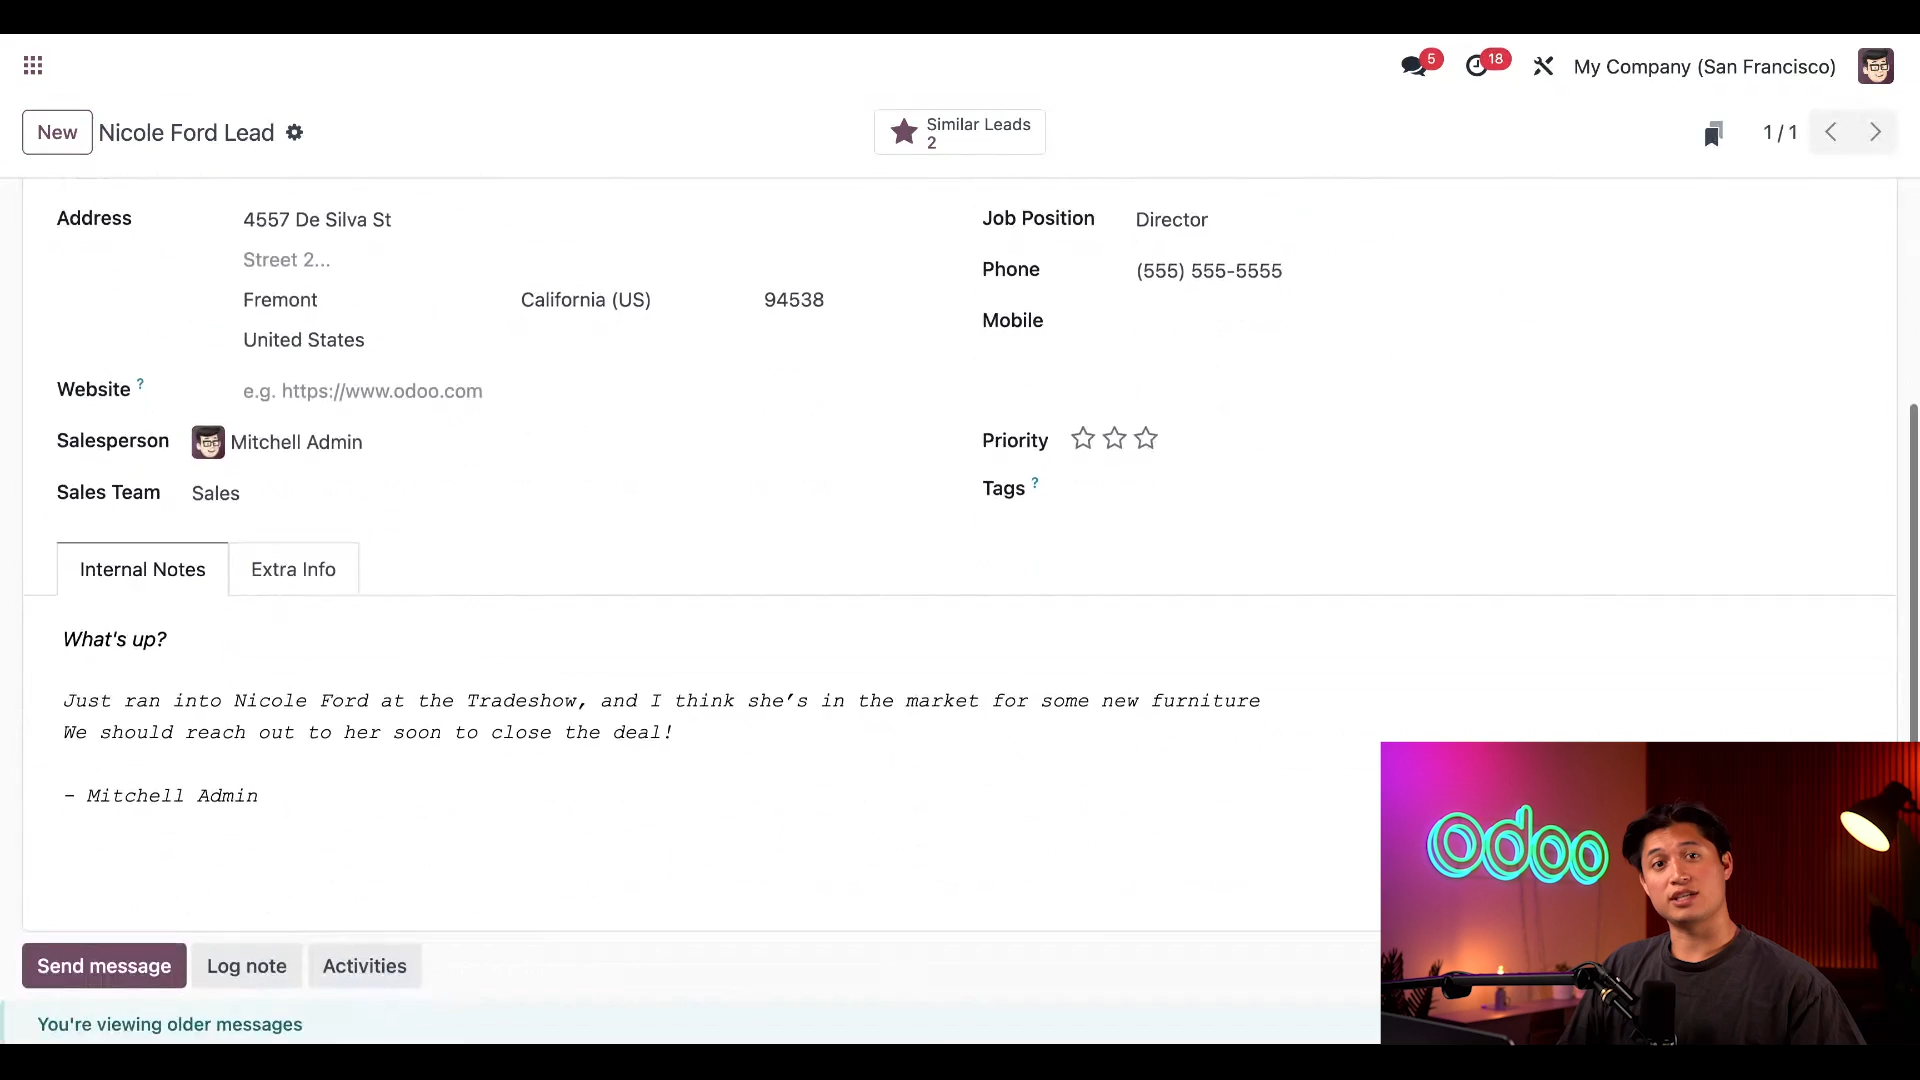 5
18
My Company (San Francisco)
New
Nicole Ford Lead
Similar Leads
2
1 / 1
Address
4557 De Silva St
Street 2...
Fremont
California (US)
94538
United States
Website ?
e.g. https://www.odoo.com
Salesperson
Mitchell Admin
Sales Team
Sales
Job Position
Director
Phone
(555) 555-5555
Mobile
Priority
Tags ?
Internal Notes
Extra Info
What's up?
Just ran into Nicole Ford at the Tradeshow, and I think she’s in the market for some new furniture
We should reach out to her soon to close the deal!
- Mitchell Admin
odoo
Send message
Log note
Activities
You're viewing older messages